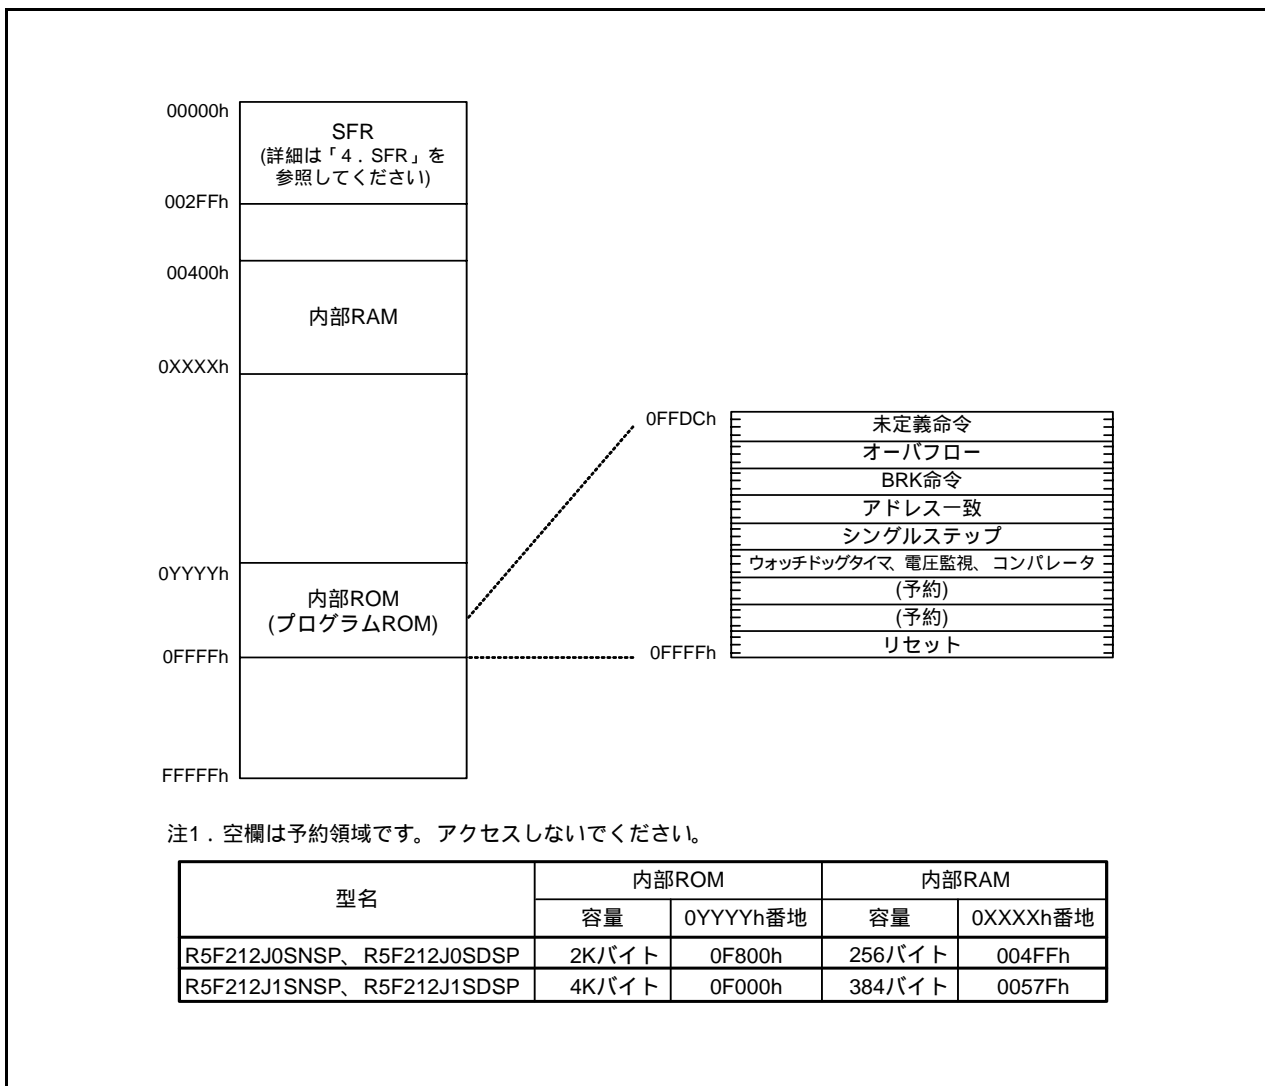 00000h
SFR
(詳細は「4．SFR」を
参照してください)
002FFh
00400h
内部RAM
0XXXXh
0YYYYh
内部ROM
(プログラムROM)
0FFFFh
FFFFFh
0FFDCh
未定義命令
オーバフロー
BRK命令
アドレス一致
シングルステップ
ウォッチドッグタイマ、電圧監視、コンパレータ
(予約)
(予約)
リセット
0FFFFh
注1．空欄は予約領域です。アクセスしないでください。
型名 内部ROM 内部RAM
容量 0YYYYh番地 容量 0XXXXh番地
R5F212J0SNSP、R5F212J0SDSP 2Kバイト 0F800h 256バイト 004FFh
R5F212J1SNSP、R5F212J1SDSP 4Kバイト 0F000h 384バイト 0057Fh